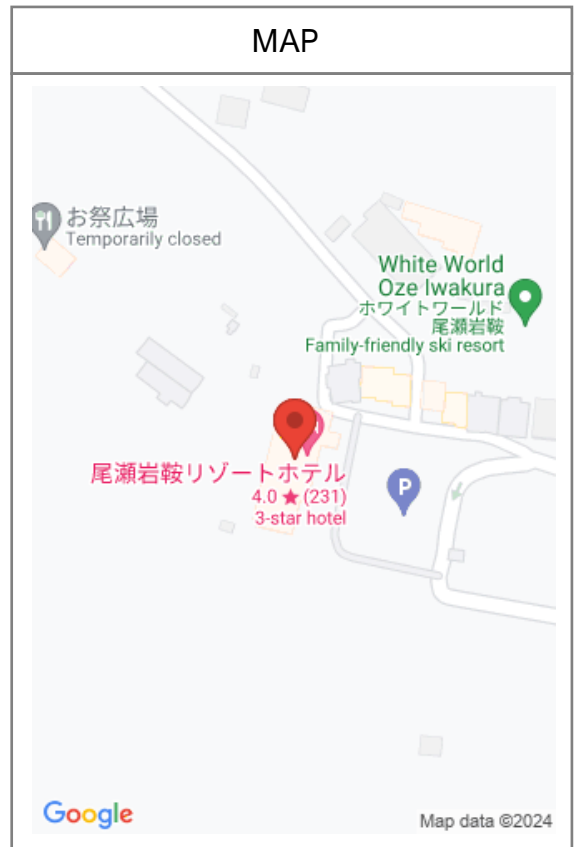 MAP
お祭広場
Temporarily closed
White World
Oze Iwakura
ホワイトワールド
尾瀬岩鞍
Family-friendly ski resort
尾瀬岩鞍リゾートホテル
4.0 ★ (231)
3-star hotel
P
Google
Map data ©2024